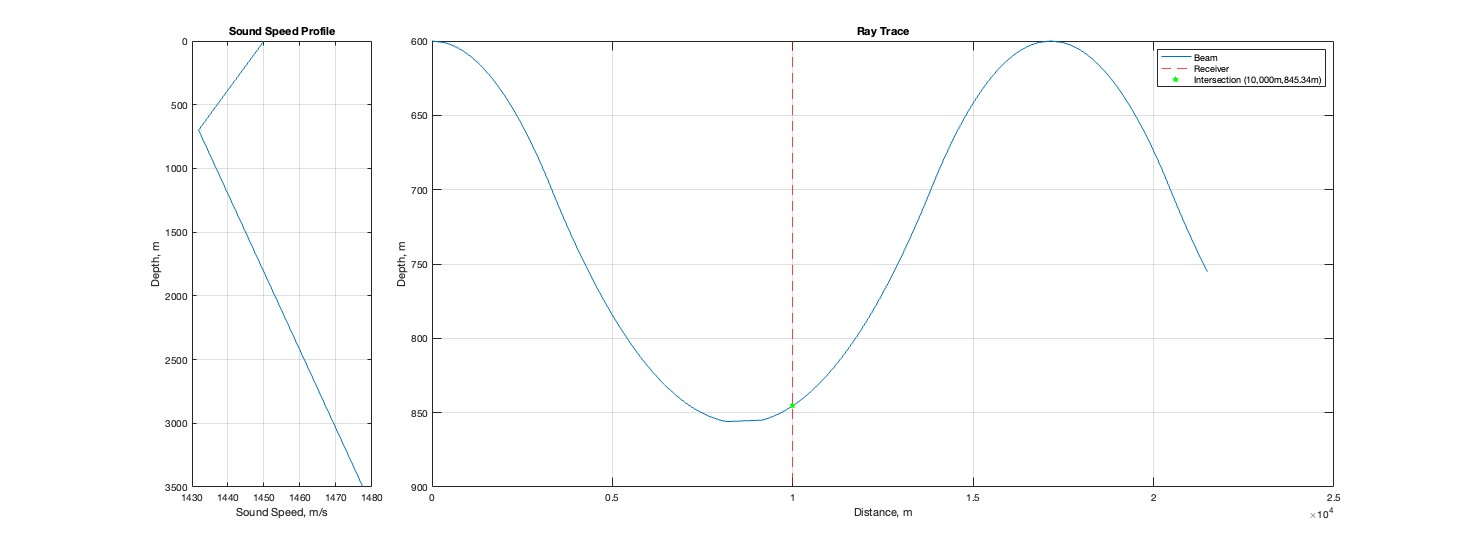 Sound Speed Profile
0
500
1000
1500
2000
2500
3000
3500
Depth, m
1430 1440 1450 1460 1470 1480
Sound Speed, m/s
Ray Trace
600
650
700
750
800
850
900
Depth, m
0 0.5 1 1.5 2 2.5
Distance, m
×10⁴
Beam
Receiver
Intersection (10,000m,845.34m)